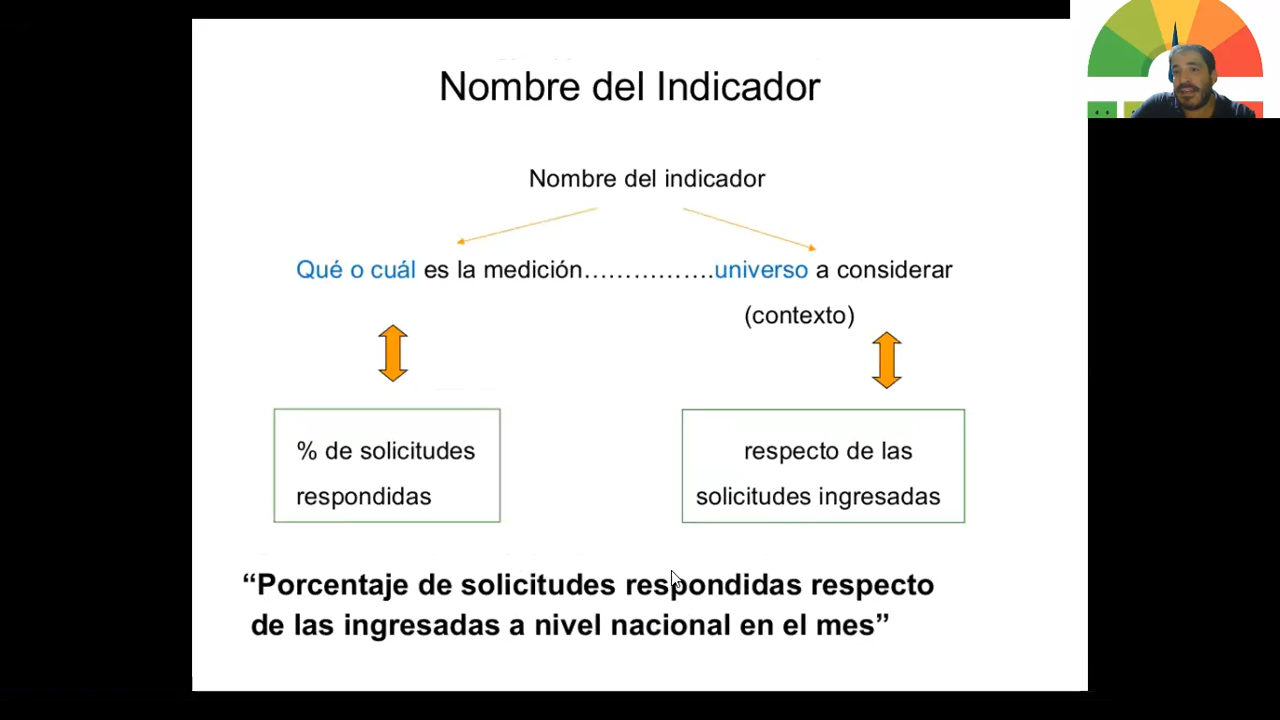 Nombre del Indicador
Nombre del indicador
Qué o cuál es la medición…………….universo a considerar
(contexto)
% de solicitudes
respondidas
respecto de las
solicitudes ingresadas
“Porcentaje de solicitudes respondidas respecto
de las ingresadas a nivel nacional en el mes”